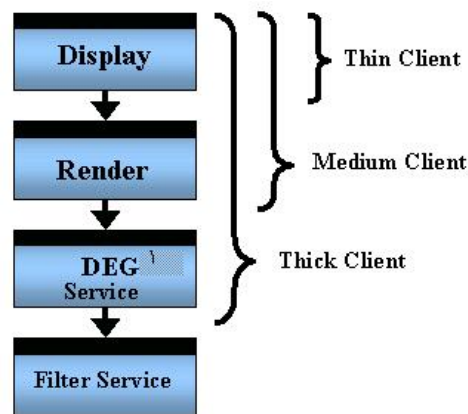 Display
Thin Client
Render
Medium Client
DEG
Service
Thick Client
Filter Service